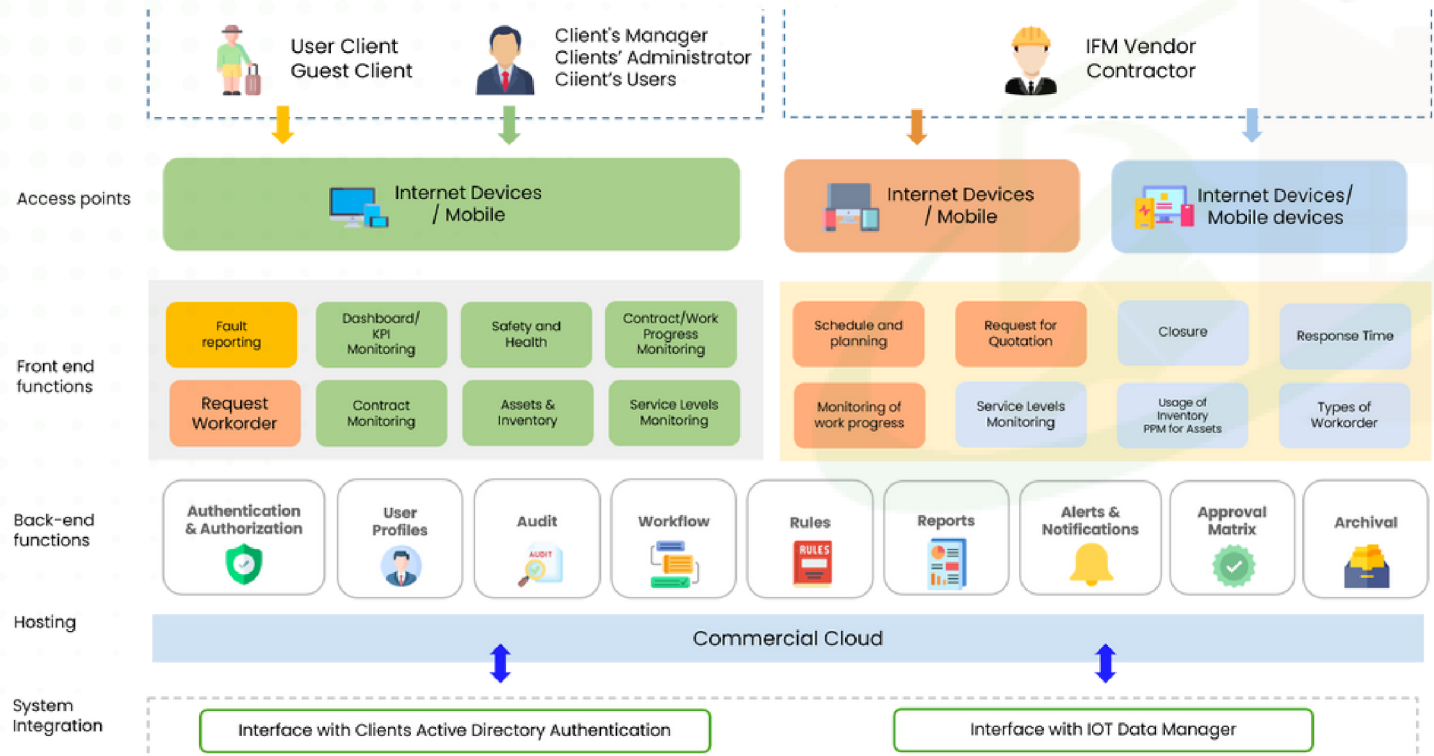 User Client
Guest Client
Client's Manager
Clients’ Administrator
Client’s Users
IFM Vendor
Contractor
Access points
Internet Devices
/ Mobile
Internet Devices
/ Mobile
Internet Devices/
Mobile devices
Front end
functions
Fault
reporting
Dashboard/
KPI
Monitoring
Safety and
Health
Contract/Work
Progress
Monitoring
Schedule and
planning
Request for
Quotation
Closure
Response Time
Request
Workorder
Contract
Monitoring
Assets &
Inventory
Service Levels
Monitoring
Monitoring of
work progress
Service Levels
Monitoring
Usage of
Inventory
PPM for Assets
Types of
Workorder
Back-end
functions
Authentication
& Authorization
User
Profiles
Audit
AUDIT
Workflow
Rules
RULES
Reports
Alerts &
Notifications
Approval
Matrix
Archival
Hosting
Commercial Cloud
System
Integration
Interface with Clients Active Directory Authentication
Interface with IOT Data Manager